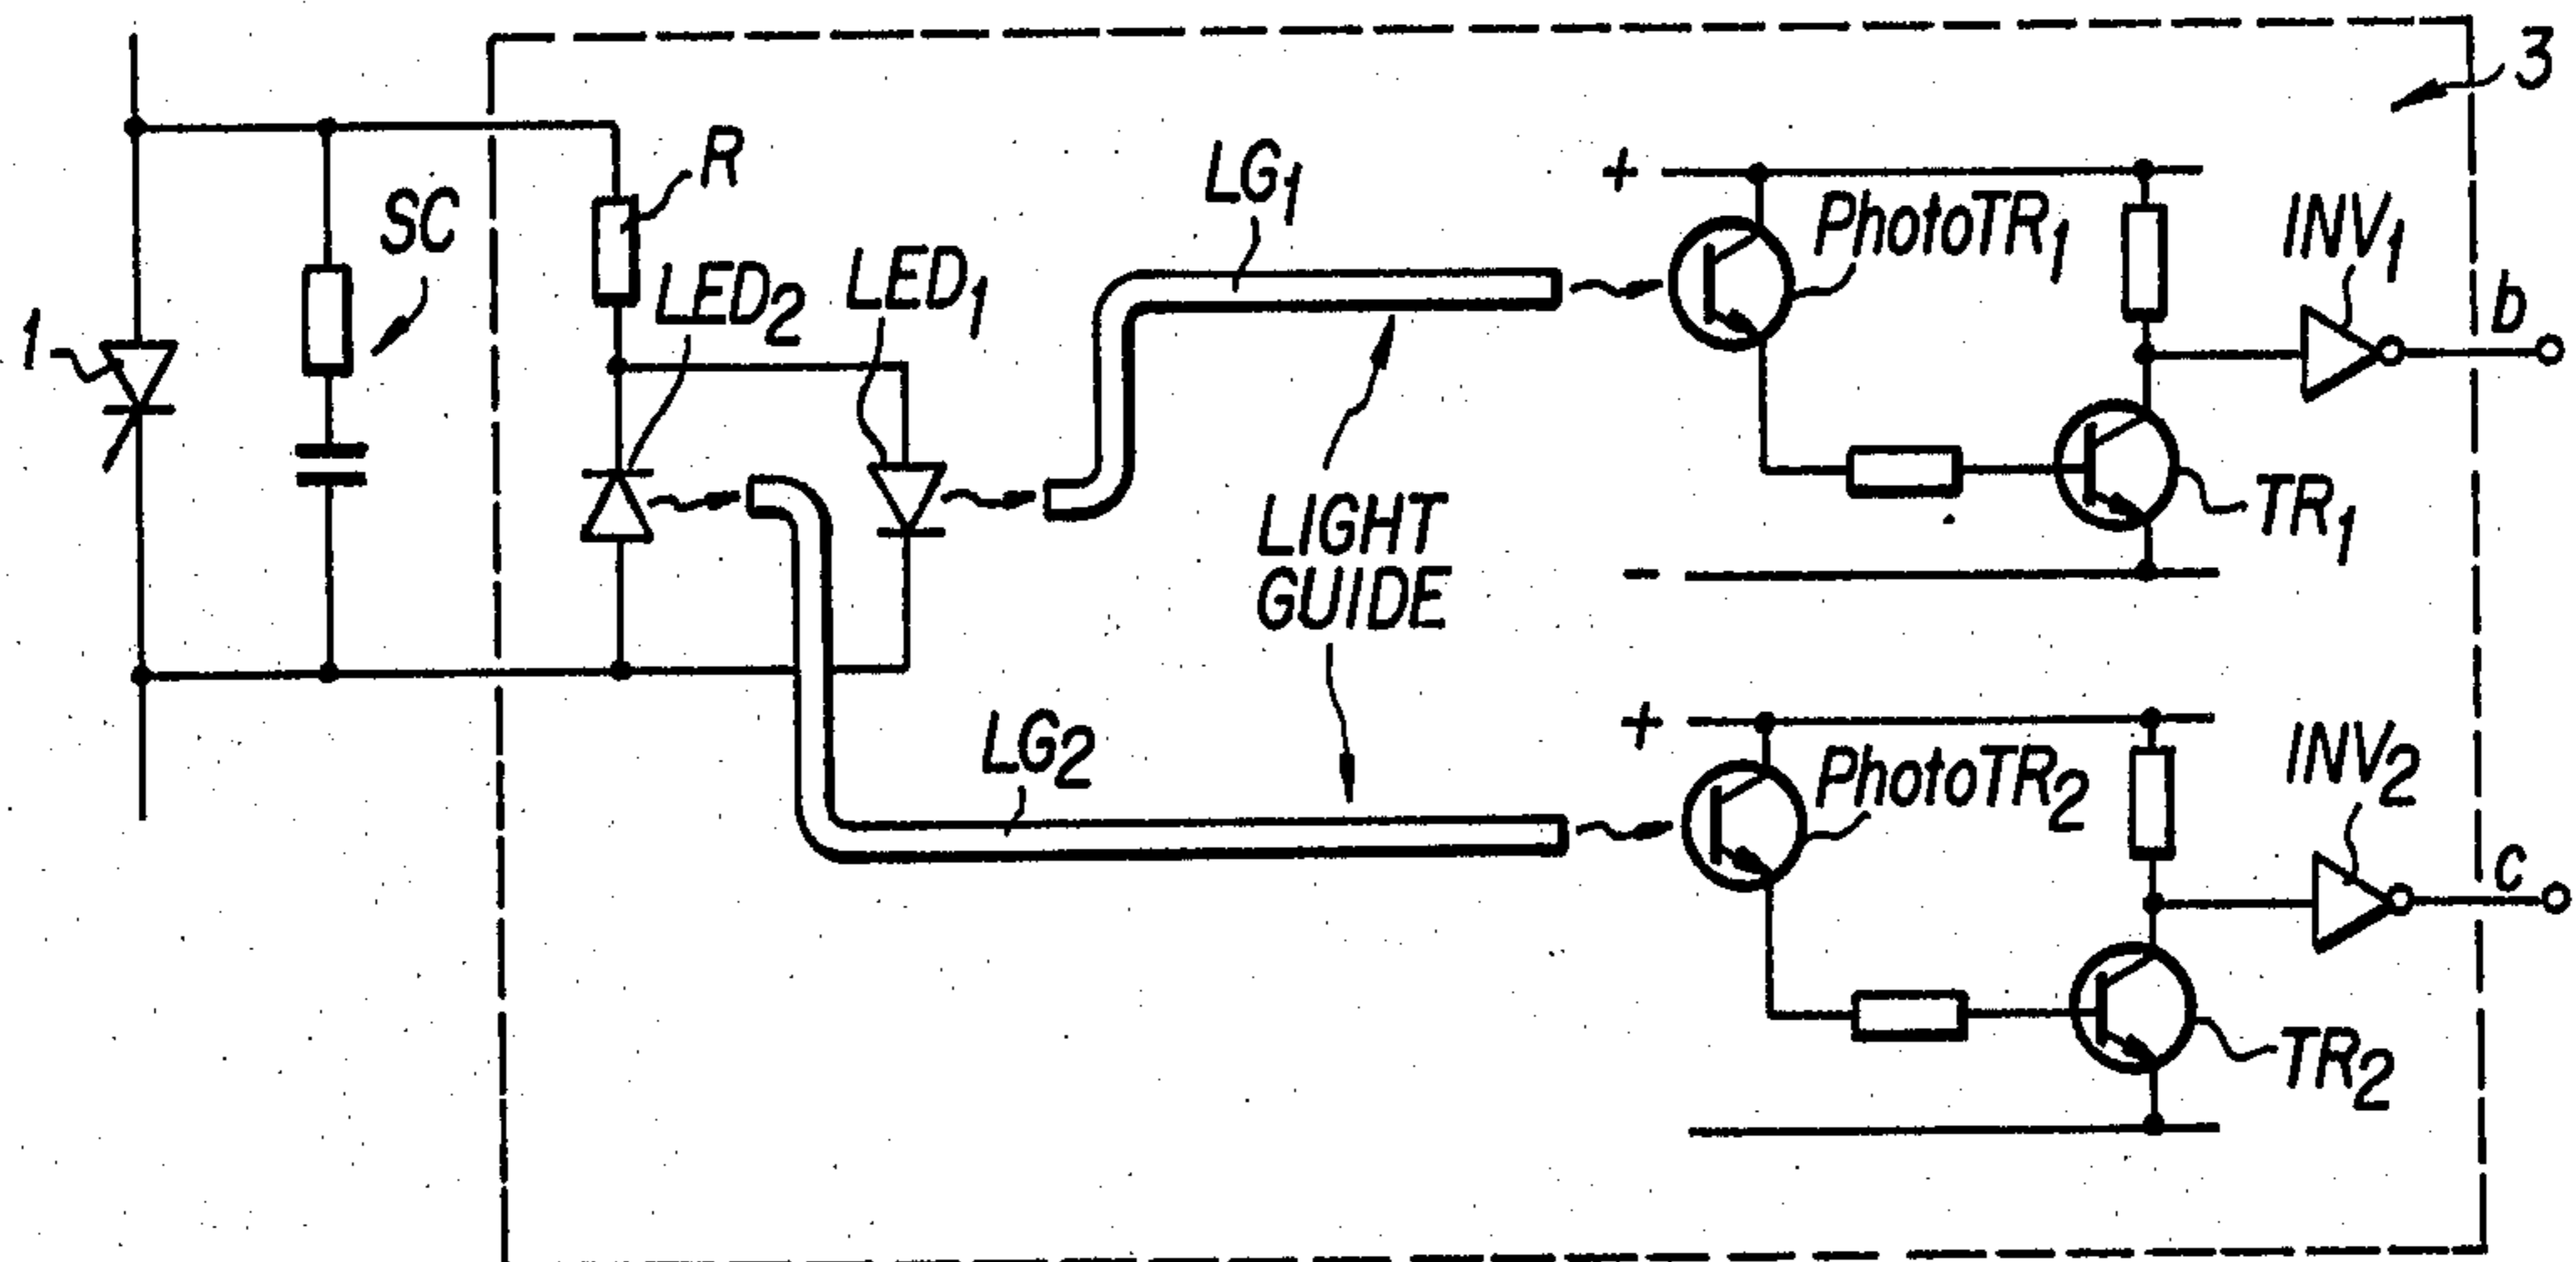 3
R
LG1
+
PhotoTR1
INV1
SC
LED2
LED1
b
1
LIGHT
GUIDE
TR1
-
LG2
+
PhotoTR2
INV2
c
TR2